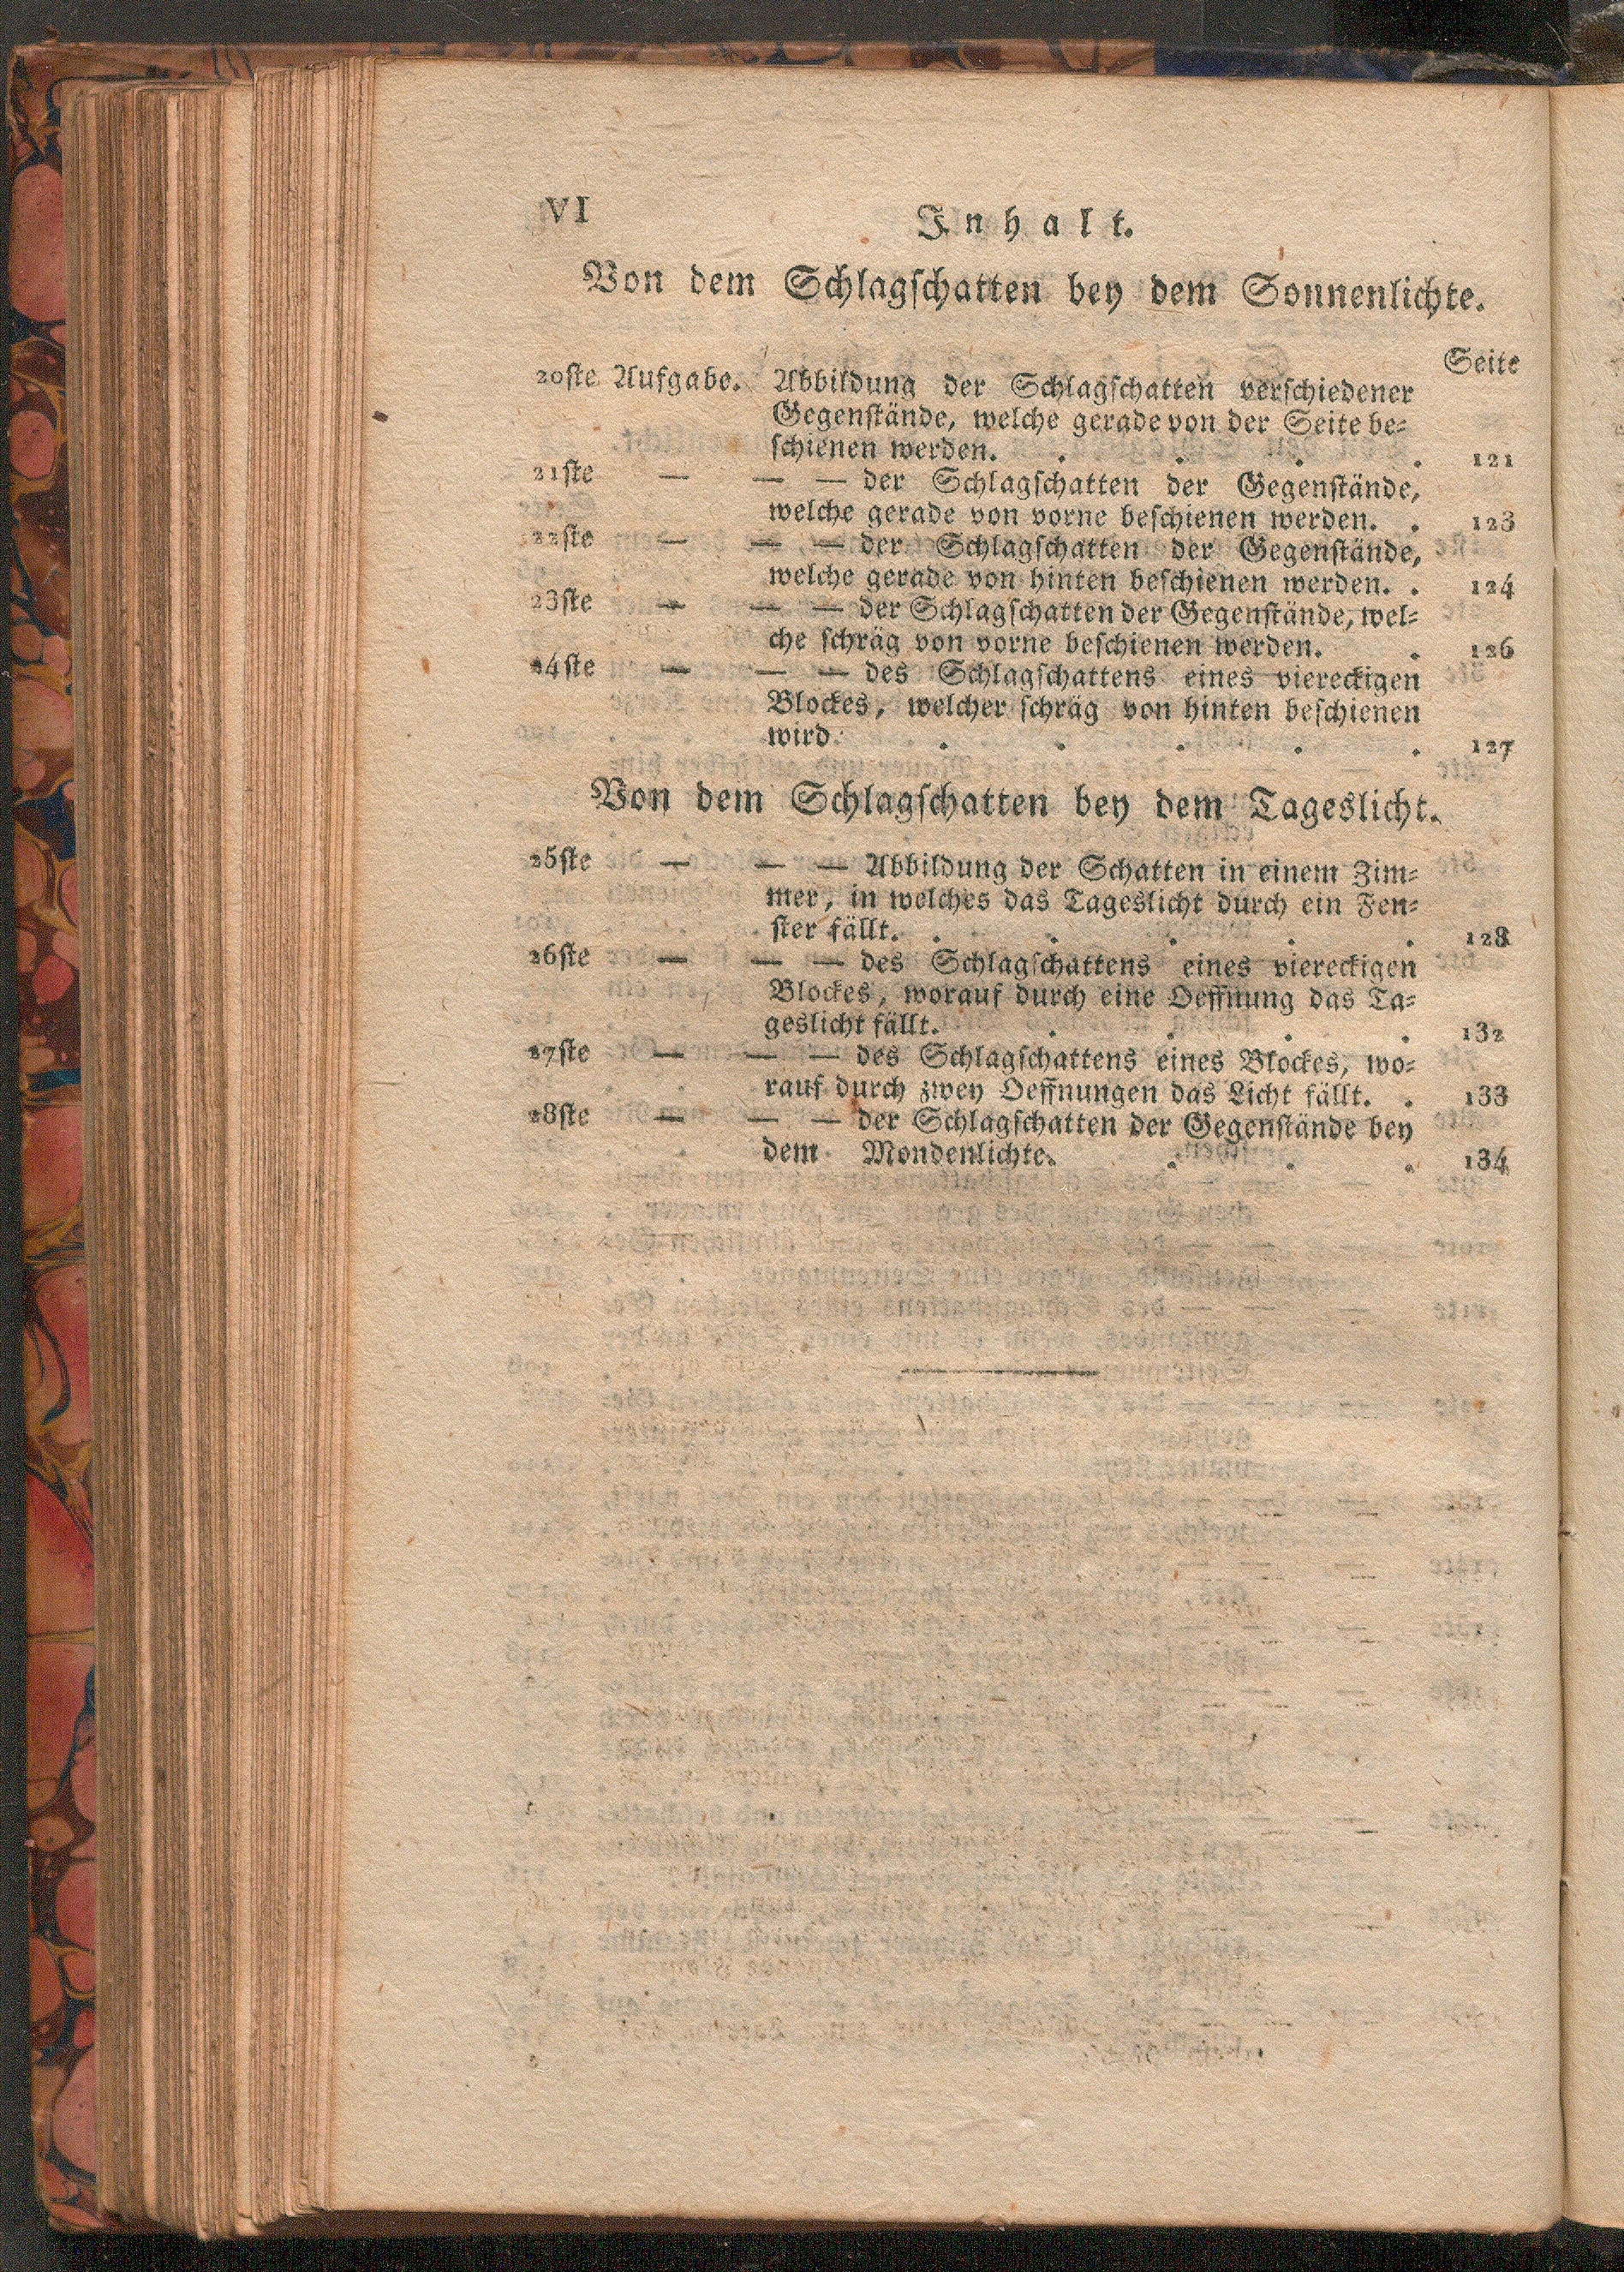 VI
Inhalt.
Von dem Schlagschatten bey dem Sonnenlichte.
Seite
20ste Aufgabe. Abbildung der Schlagschatten verschiedener
Gegenstände, welche gerade von der Seite be-
schienen werden. . . . . 121
21ste — — — der Schlagschatten der Gegenstände,
welche gerade von vorne beschienen werden. . 123
22ste — — — der Schlagschatten der Gegenstände,
welche gerade von hinten beschienen werden. . 124
23ste — — — der Schlagschatten der Gegenstände, wel-
che schräg von vorne beschienen werden. . 126
24ste — — — des Schlagschattens eines viereckigen
Blockes, welcher schräg von hinten beschienen
wird. . . . . . 127
Von dem Schlagschatten bey dem Tageslicht.
25ste — — — Abbildung der Schatten in einem Zim-
mer, in welches das Tageslicht durch ein Fen-
ster fällt. . . . . . 128
26ste — — — des Schlagschattens eines viereckigen
Blockes, worauf durch eine Oeffnung das Ta-
geslicht fällt. . . . . 132
27ste — — — des Schlagschattens eines Blockes, wo-
rauf durch zwey Oeffnungen das Licht fällt. . 133
28ste — — — der Schlagschatten der Gegenstände bey
dem Mondenlichte. . . . 134